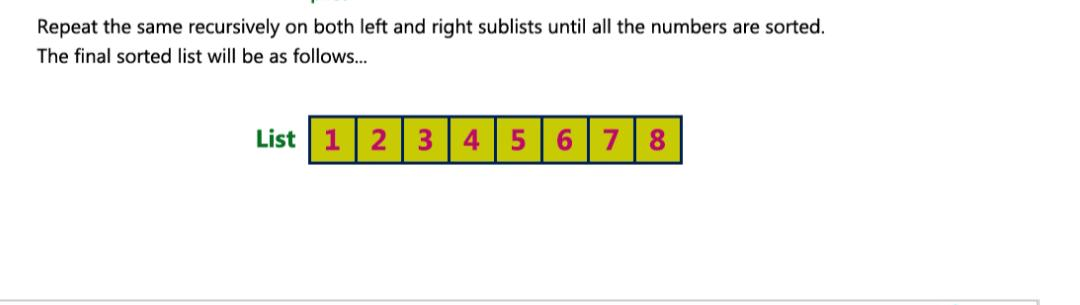 Repeat the same recursively on both left and right sublists until all the numbers are sorted.
The final sorted list will be as follows...
List 1 2 3 4 5 6 7 8